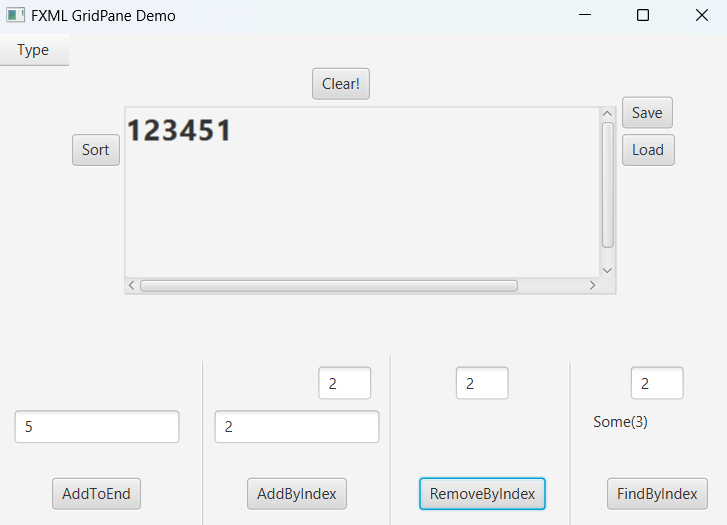 FXML GridPane Demo
Type
Clear!
Save
123451
Sort
Load
2
2
2
5
2
Some(3)
AddToEnd
AddByIndex
RemoveByIndex
FindByIndex